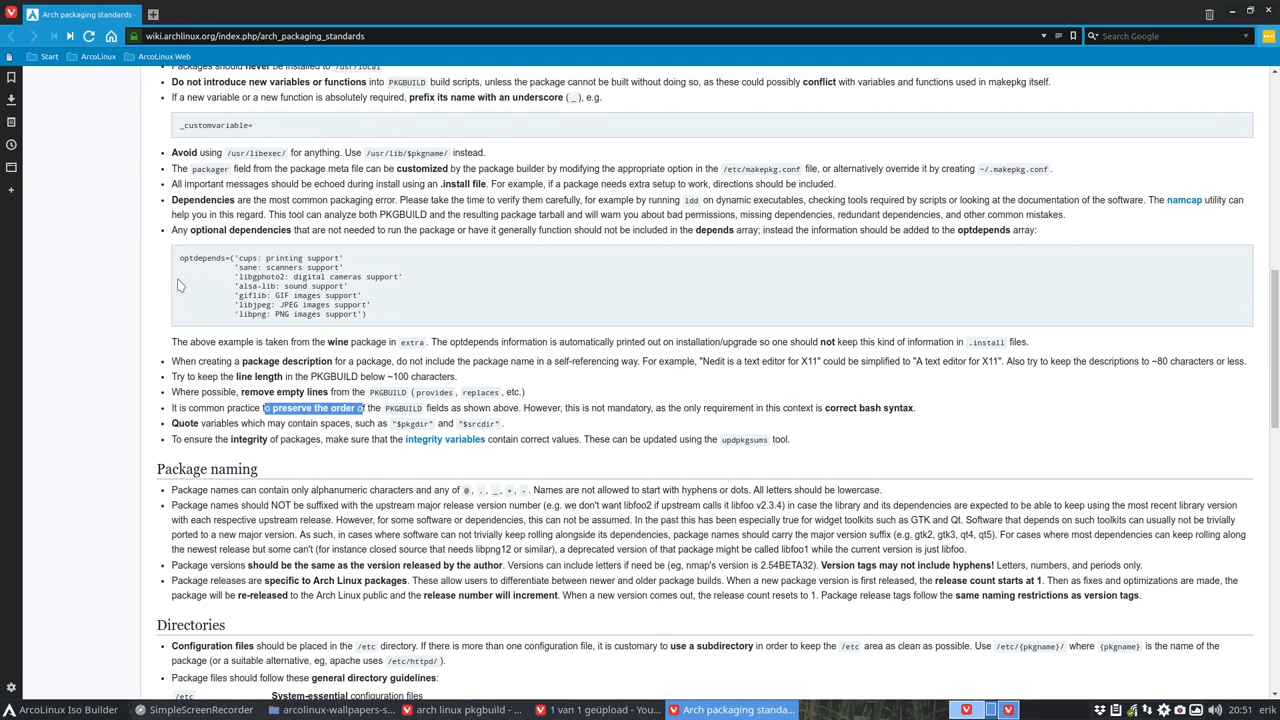 Arch packaging standards -
wiki.archlinux.org/index.php/arch_packaging_standards
Search Google
Start ArcoLinux ArcoLinux Web
Packages should never be installed to /usr/local
Do not introduce new variables or functions into PKGBUILD build scripts, unless the package cannot be built without doing so, as these could possibly conflict with variables and functions used in makepkg itself.
If a new variable or a new function is absolutely required, prefix its name with an underscore (_), e.g.
_customvariable=
Avoid using /usr/libexec/ for anything. Use /usr/lib/$pkgname/ instead.
The packager field from the package meta file can be customized by the package builder by modifying the appropriate option in the /etc/makepkg.conf file, or alternatively override it by creating ~/.makepkg.conf.
All important messages should be echoed during install using an .install file. For example, if a package needs extra setup to work, directions should be included.
Dependencies are the most common packaging error. Please take the time to verify them carefully, for example by running ldd on dynamic executables, checking tools required by scripts or looking at the documentation of the software. The namcap utility can
help you in this regard. This tool can analyze both PKGBUILD and the resulting package tarball and will warn you about bad permissions, missing dependencies, redundant dependencies, and other common mistakes.
Any optional dependencies that are not needed to run the package or have it generally function should not be included in the depends array; instead the information should be added to the optdepends array:
optdepends=('cups: printing support'
'sane: scanners support'
'libgphoto2: digital cameras support'
'alsa-lib: sound support'
'giflib: GIF images support'
'libjpeg: JPEG images support'
'libpng: PNG images support')
The above example is taken from the wine package in extra. The optdepends information is automatically printed out on installation/upgrade so one should not keep this kind of information in .install files.
When creating a package description for a package, do not include the package name in a self-referencing way. For example, "Nedit is a text editor for X11" could be simplified to "A text editor for X11". Also try to keep the descriptions to ~80 characters or less.
Try to keep the line length in the PKGBUILD below ~100 characters.
Where possible, remove empty lines from the PKGBUILD (provides, replaces, etc.)
It is common practice to preserve the order of the PKGBUILD fields as shown above. However, this is not mandatory, as the only requirement in this context is correct bash syntax.
Quote variables which may contain spaces, such as "$pkgdir" and "$srcdir".
To ensure the integrity of packages, make sure that the integrity variables contain correct values. These can be updated using the updpkgsums tool.
Package naming
Package names can contain only alphanumeric characters and any of @, ., _, +, -. Names are not allowed to start with hyphens or dots. All letters should be lowercase.
Package names should NOT be suffixed with the upstream major release version number (e.g. we don't want libfoo2 if upstream calls it libfoo v2.3.4) in case the library and its dependencies are expected to be able to keep using the most recent library version
with each respective upstream release. However, for some software or dependencies, this can not be assumed. In the past this has been especially true for widget toolkits such as GTK and Qt. Software that depends on such toolkits can usually not be trivially
ported to a new major version. As such, in cases where software can not trivially keep rolling alongside its dependencies, package names should carry the major version suffix (e.g. gtk2, gtk3, qt4, qt5). For cases where most dependencies can keep rolling along
the newest release but some can't (for instance closed source that needs libpng12 or similar), a deprecated version of that package might be called libfoo1 while the current version is just libfoo.
Package versions should be the same as the version released by the author. Versions can include letters if need be (eg, nmap's version is 2.54BETA32). Version tags may not include hyphens! Letters, numbers, and periods only.
Package releases are specific to Arch Linux packages. These allow users to differentiate between newer and older package builds. When a new package version is first released, the release count starts at 1. Then as fixes and optimizations are made, the
package will be re-released to the Arch Linux public and the release number will increment. When a new version comes out, the release count resets to 1. Package release tags follow the same naming restrictions as version tags.
Directories
Configuration files should be placed in the /etc directory. If there is more than one configuration file, it is customary to use a subdirectory in order to keep the /etc area as clean as possible. Use /etc/{pkgname}/ where {pkgname} is the name of the
package (or a suitable alternative, eg, apache uses /etc/httpd/).
Package files should follow these general directory guidelines:
/etc System-essential configuration files
ArcoLinux Iso Builder SimpleScreenRecorder arcolinux-wallpapers-s... arch linux pkgbuild - ... 1 van 1 geüpload - You... Arch packaging standa... 20:51 erik